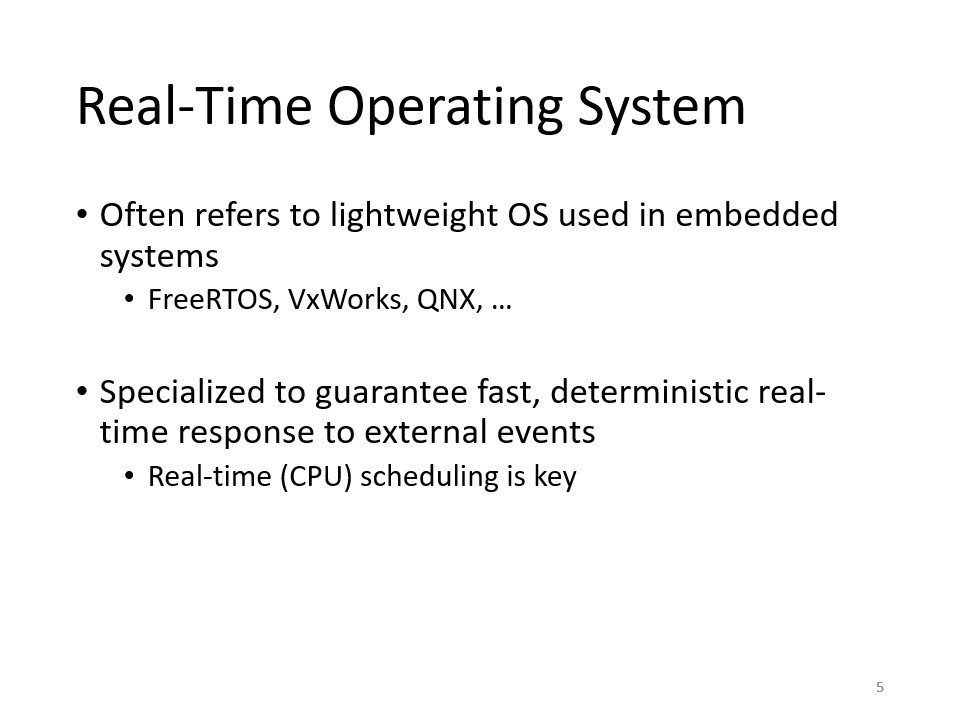 Real-Time Operating System
• Often refers to lightweight OS used in embedded
systems
• FreeRTOS, VxWorks, QNX, …
• Specialized to guarantee fast, deterministic real-
time response to external events
• Real-time (CPU) scheduling is key
5